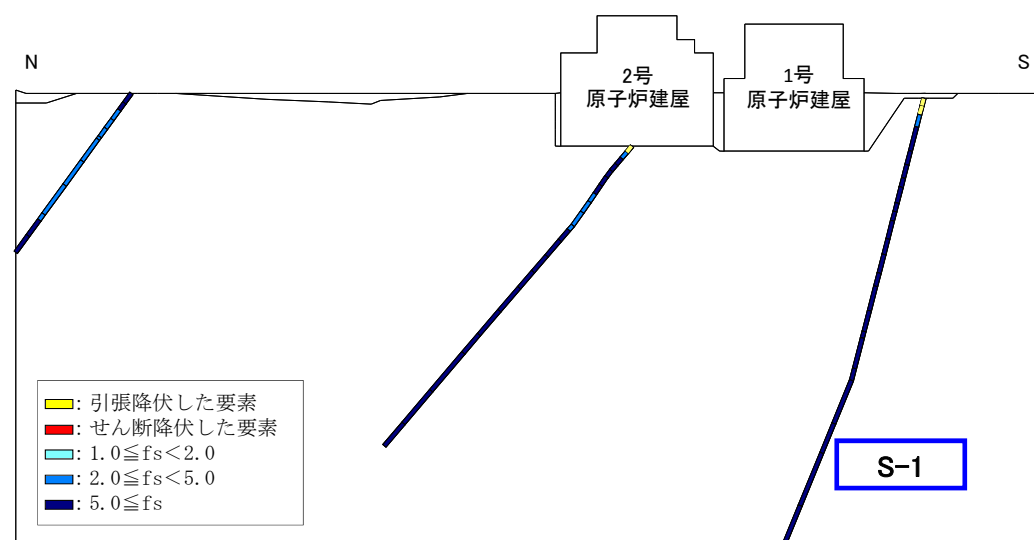 N
S
2号
原子炉建屋
1号
原子炉建屋
: 引張降伏した要素
: せん断降伏した要素
: 1.0≦fs<2.0
: 2.0≦fs<5.0
: 5.0≦fs
S-1